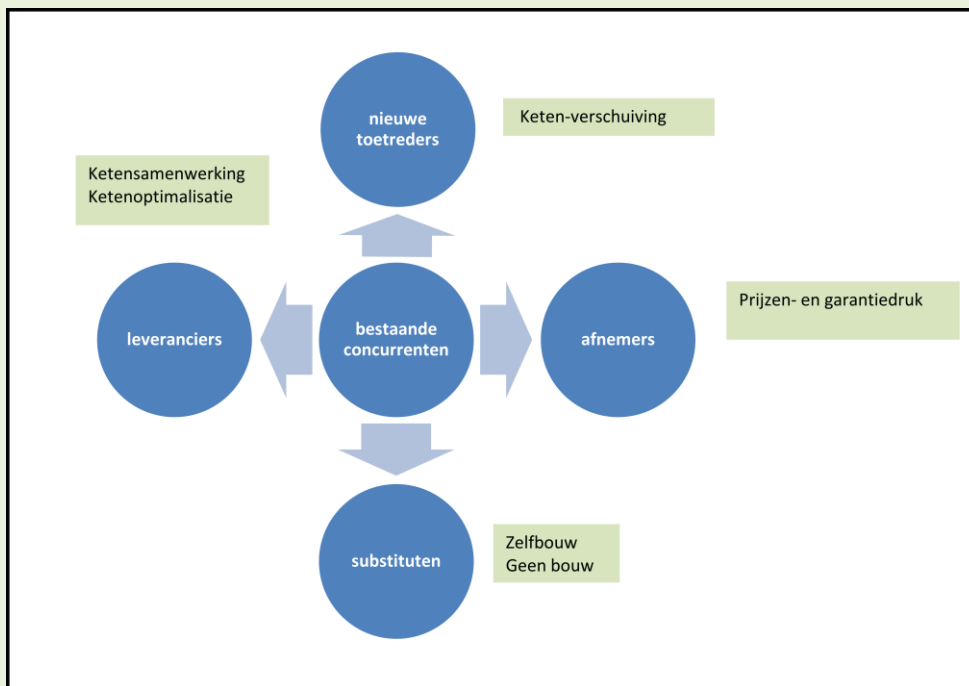 nieuwe
toetreders
Keten-verschuiving
Ketensamenwerking
Ketenoptimalisatie
leveranciers
bestaande
concurrenten
afnemers
Prijzen- en garantiedruk
substituten
Zelfbouw
Geen bouw